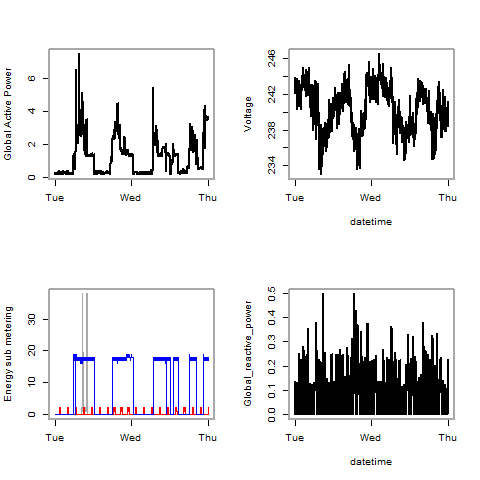 Global Active Power
0 2 4 6
Tue Wed Thu
Voltage
234 238 242 246
Tue Wed Thu
datetime
Energy sub metering
0 10 20 30
Tue Wed Thu
Global_reactive_power
0.0 0.1 0.2 0.3 0.4 0.5
Tue Wed Thu
datetime